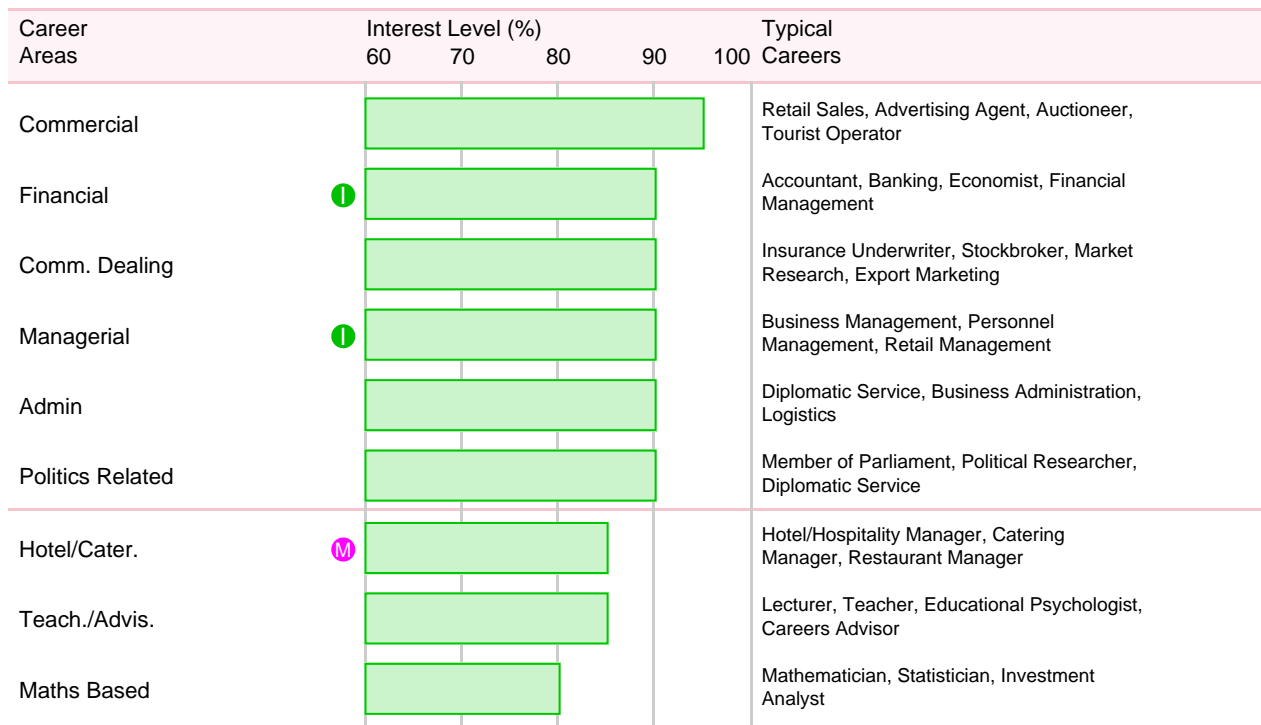 Career Areas
Interest Level (%)
60 70 80 90 100
Typical Careers
Commercial
Retail Sales, Advertising Agent, Auctioneer,
Tourist Operator
Financial
I
Accountant, Banking, Economist, Financial
Management
Comm. Dealing
Insurance Underwriter, Stockbroker, Market
Research, Export Marketing
Managerial
I
Business Management, Personnel
Management, Retail Management
Admin
Diplomatic Service, Business Administration,
Logistics
Politics Related
Member of Parliament, Political Researcher,
Diplomatic Service
Hotel/Cater.
M
Hotel/Hospitality Manager, Catering
Manager, Restaurant Manager
Teach./Advis.
Lecturer, Teacher, Educational Psychologist,
Careers Advisor
Maths Based
Mathematician, Statistician, Investment
Analyst